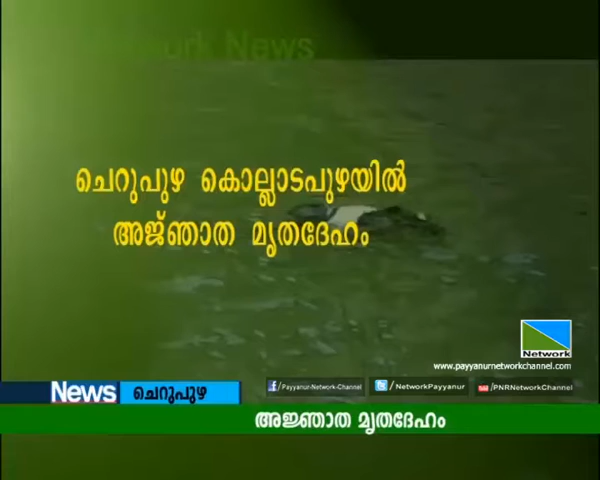 ചെറുപുഴ കൊല്ലാടപുഴയിൽ
അജ്ഞാത മൃതദേഹം
Network
www.payyanurnetworkchannel.com
News ചെറുപുഴ
/Payyanur-Network-Channel
/NetworkPayyanur
/PNRNetworkChannel
അജ്ഞാത മൃതദേഹം